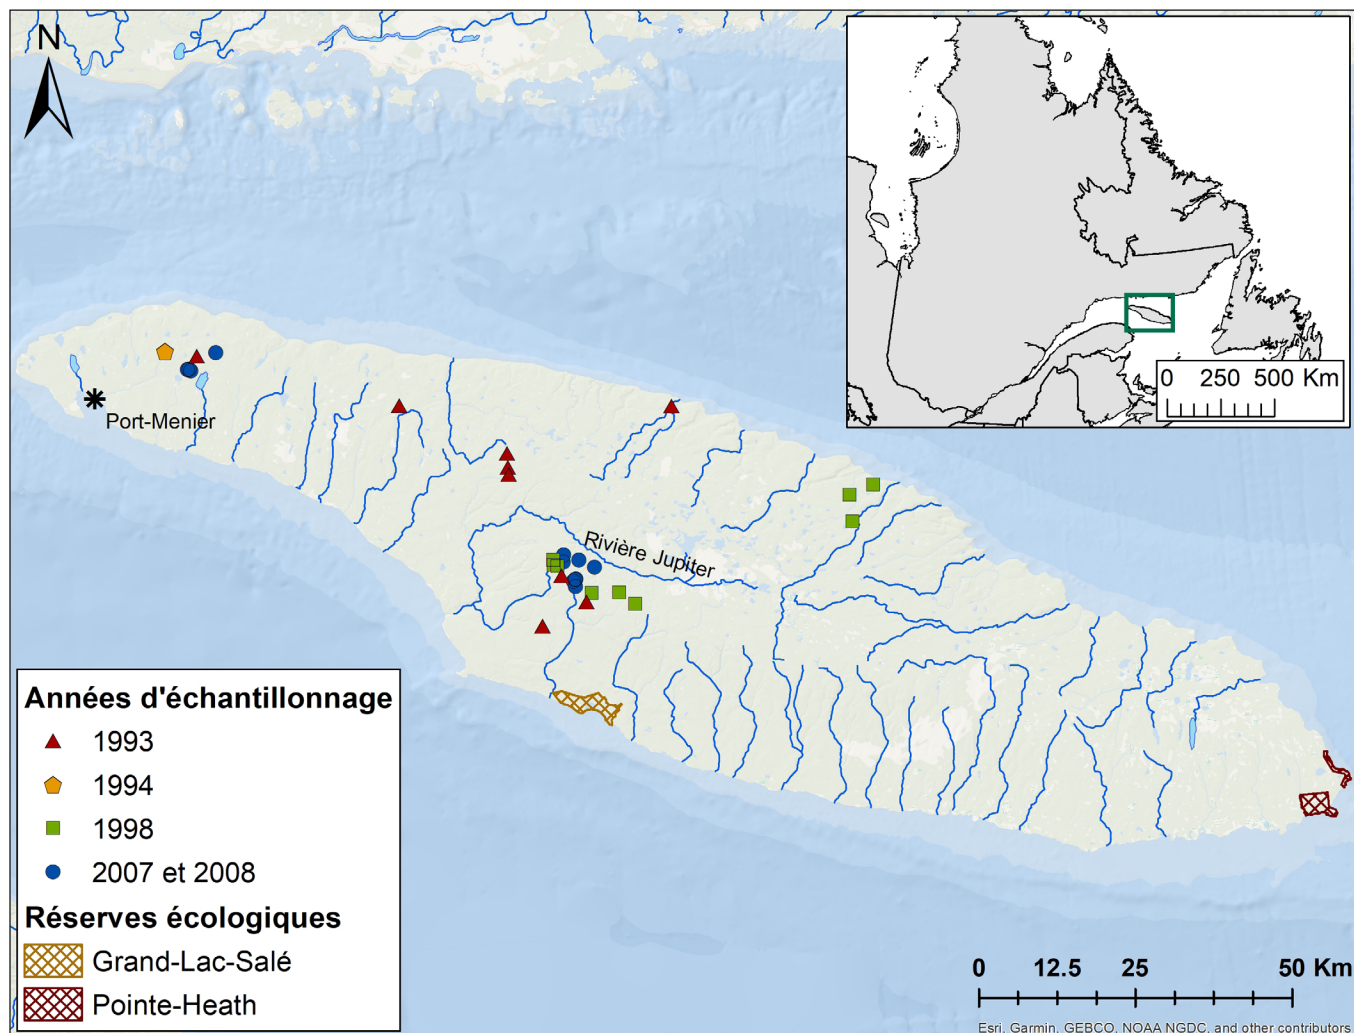 N
0 250 500 Km
Port-Menier
Rivière Jupiter
Années d'échantillonnage
1993
1994
1998
2007 et 2008
Réserves écologiques
Grand-Lac-Salé
Pointe-Heath
0 12.5 25 50 Km
Esri, Garmin, GEBCO, NOAA NGDC, and other contributors